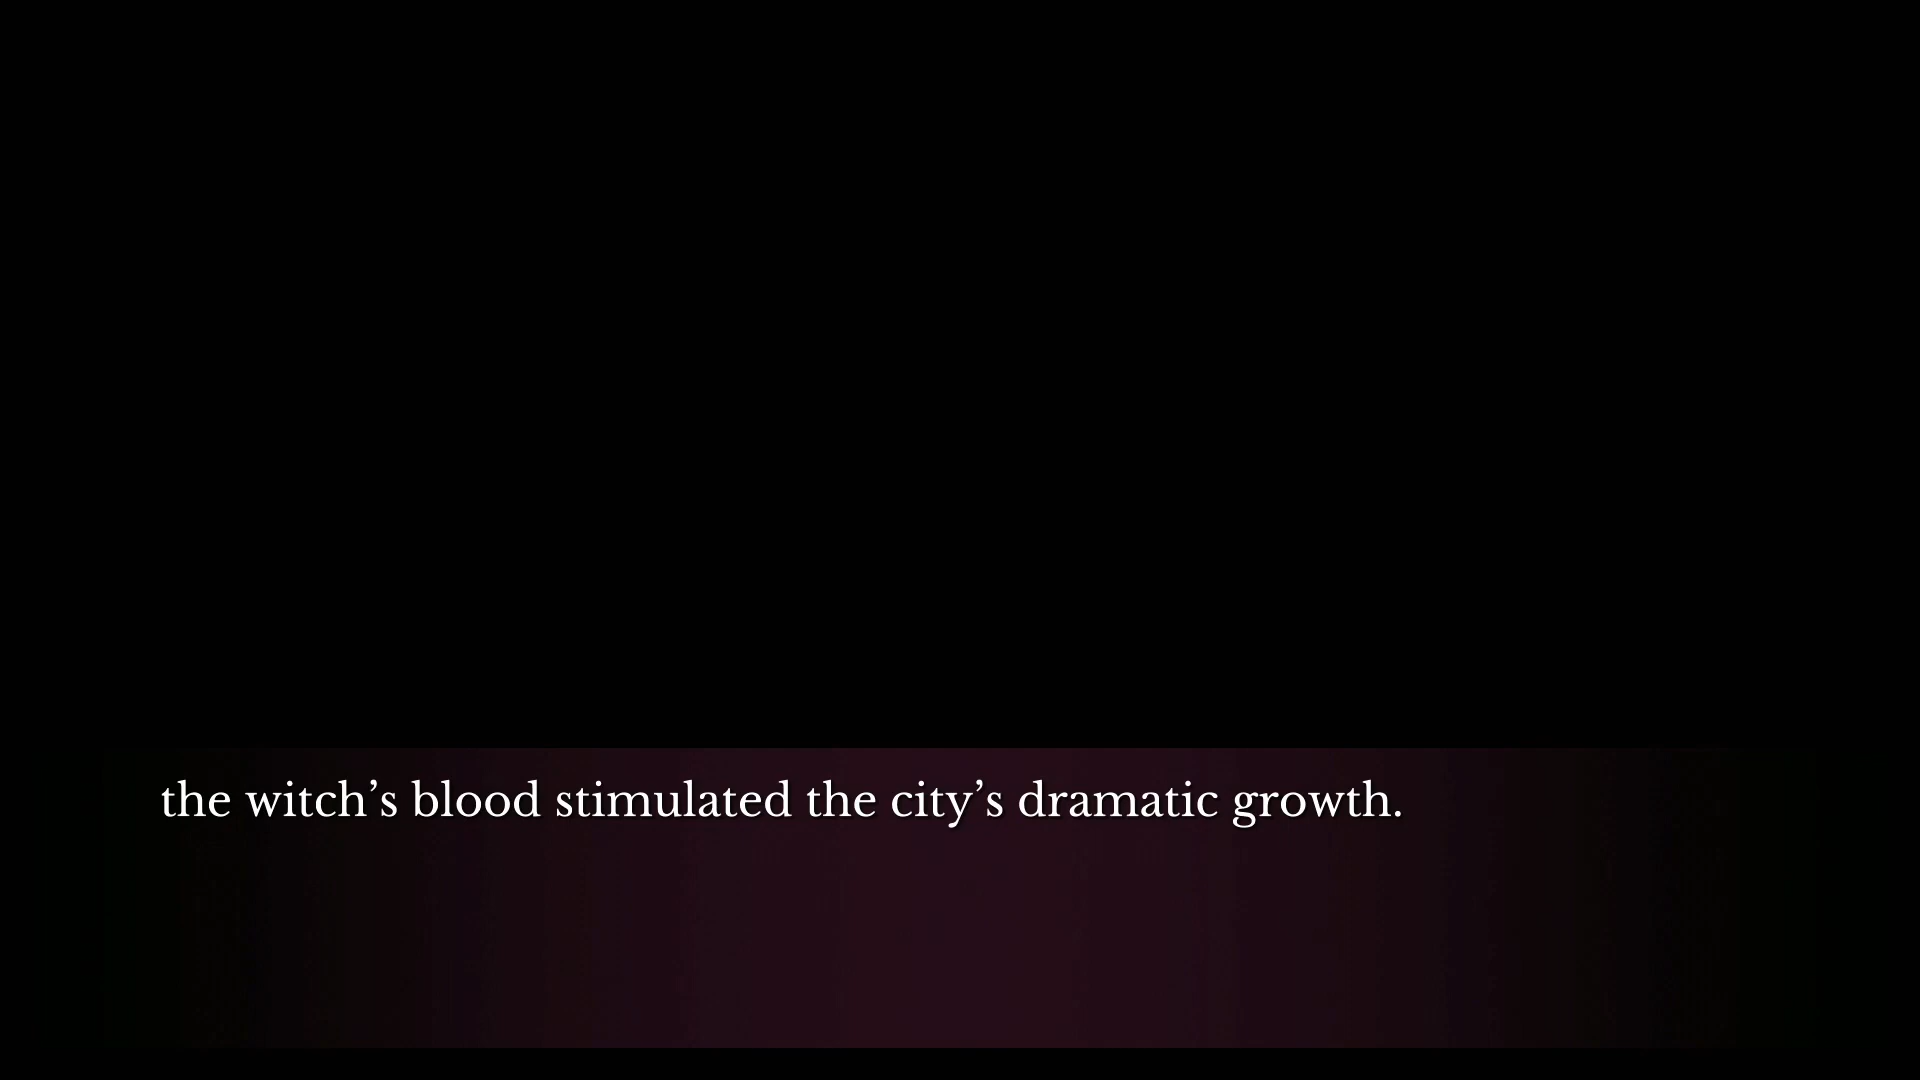 the witch’s blood stimulated the city’s dramatic growth.